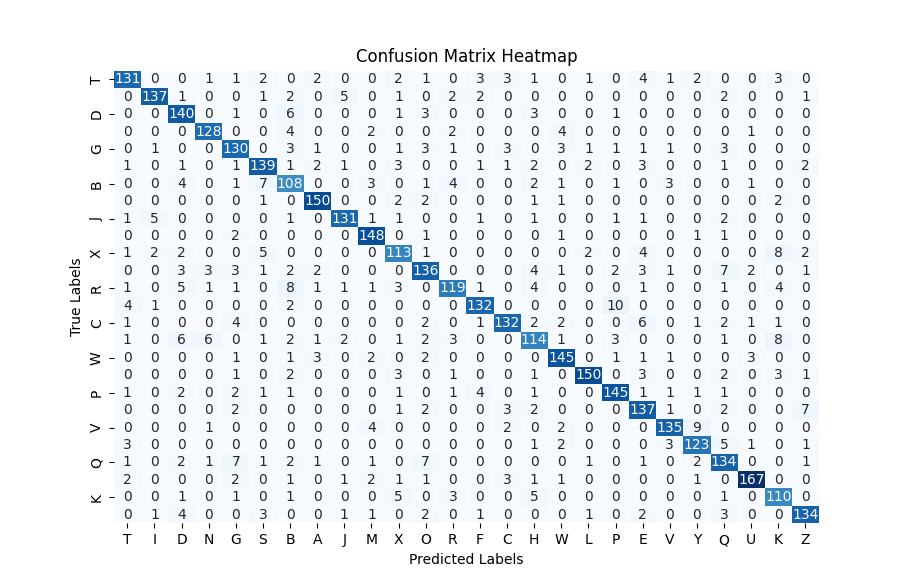 Confusion Matrix Heatmap
T 131 0 0 1 1 2 0 2 0 0 2 1 0 3 3 1 0 1 0 4 1 2 0 0 3 0
0 137 1 0 0 1 2 0 5 0 1 0 2 2 0 0 0 0 0 0 0 0 2 0 0 1
D 0 0 140 0 1 0 6 0 0 0 1 3 0 0 0 3 0 0 1 0 0 0 0 0 0 0
0 0 0 128 0 0 4 0 0 2 0 0 2 0 0 0 4 0 0 0 0 0 0 1 0 0
G 0 1 0 0 130 0 3 1 0 0 1 3 1 0 3 0 3 1 1 1 1 0 3 0 0 0
1 0 1 0 1 139 1 2 1 0 3 0 0 1 1 2 0 2 0 3 0 0 1 0 0 2
B 0 0 4 0 1 7 108 0 0 3 0 1 4 0 0 2 1 0 1 0 3 0 0 1 0 0
0 0 0 0 0 1 0 150 0 0 2 2 0 0 0 1 1 0 0 0 0 0 0 0 2 0
J 1 5 0 0 0 0 1 0 131 1 1 0 0 1 0 1 0 0 1 1 0 0 2 0 0 0
0 0 0 0 2 0 0 0 0 148 0 1 0 0 0 0 1 0 0 0 0 1 1 0 0 0
X 1 2 2 0 0 5 0 0 0 0 113 1 0 0 0 0 0 2 0 4 0 0 0 0 8 2
0 0 3 3 3 1 2 2 0 0 0 136 0 0 0 4 1 0 2 3 1 0 7 2 0 1
R 1 0 5 1 1 0 8 1 1 1 3 0 119 1 0 4 0 0 0 1 0 0 1 0 4 0
4 1 0 0 0 0 2 0 0 0 0 0 0 132 0 0 0 0 10 0 0 0 0 0 0 0
C 1 0 0 0 4 0 0 0 0 0 0 2 0 1 132 2 2 0 0 6 0 1 2 1 1 0
1 0 6 6 0 1 2 1 2 0 1 2 3 0 0 114 1 0 3 0 0 0 1 0 8 0
W 0 0 0 0 1 0 1 3 0 2 0 2 0 0 0 0 145 0 1 1 1 0 0 3 0 0
0 0 0 0 1 0 2 0 0 0 3 0 1 0 0 1 0 150 0 3 0 0 2 0 3 1
P 1 0 2 0 2 1 1 0 0 0 1 0 1 4 0 1 0 0 145 1 1 1 0 0 0 0
0 0 0 0 2 0 0 0 0 0 1 2 0 0 3 2 0 0 0 137 1 0 2 0 0 7
V 0 0 0 1 0 0 0 0 0 4 0 0 0 0 2 0 2 0 0 0 135 9 0 0 0 0
3 0 0 0 0 0 0 0 0 0 0 0 0 0 0 1 2 0 0 0 3 123 5 1 0 1
Q 1 0 2 1 7 1 2 1 0 1 0 7 0 0 0 0 0 1 0 1 0 2 134 0 0 1
2 0 0 0 2 0 1 0 1 2 1 1 0 0 3 1 1 0 0 0 0 1 0 167 0 0
K 0 0 1 0 1 0 1 0 0 0 5 0 3 0 0 5 0 0 0 0 0 0 1 0 110 0
0 1 4 0 0 3 0 0 1 1 0 2 0 1 0 0 0 1 0 2 0 0 3 0 0 134
T I D N G S B A J M X O R F C H W L P E V Y Q U K Z
Predicted Labels
True Labels